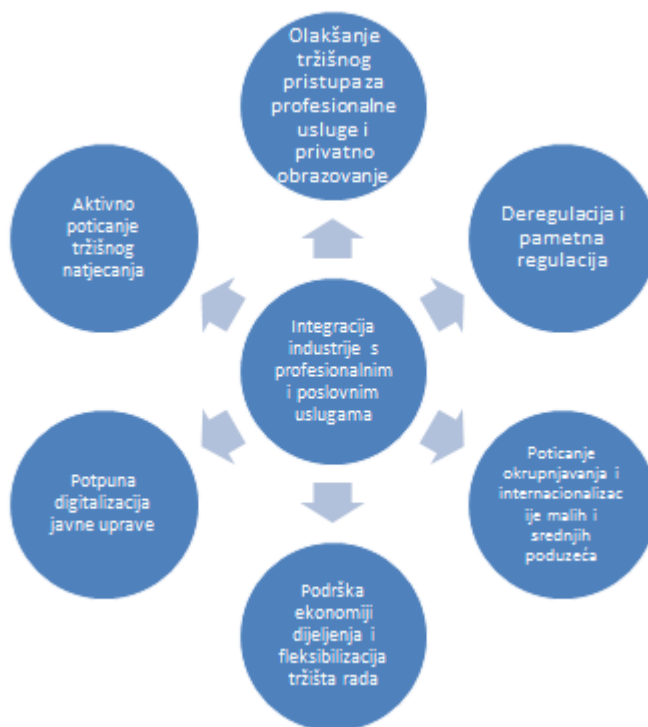 Olakšanje
tržišnog
pristupa za
profesionalne
usluge i
privatno
obrazovanje
Deregulacija i
pametna
regulacija
Poticanje
okrupnjavanja i
internacionalizac
ije malih i
srednjih
poduzeća
Podrška
ekonomiji
dijeljenja i
fleksibilizacija
tržišta rada
Potpuna
digitalizacija
javne uprave
Aktivno
poticanje
tržišnog
natjecanja
Integracija
industrije s
profesionalnim
i poslovnim
uslugama